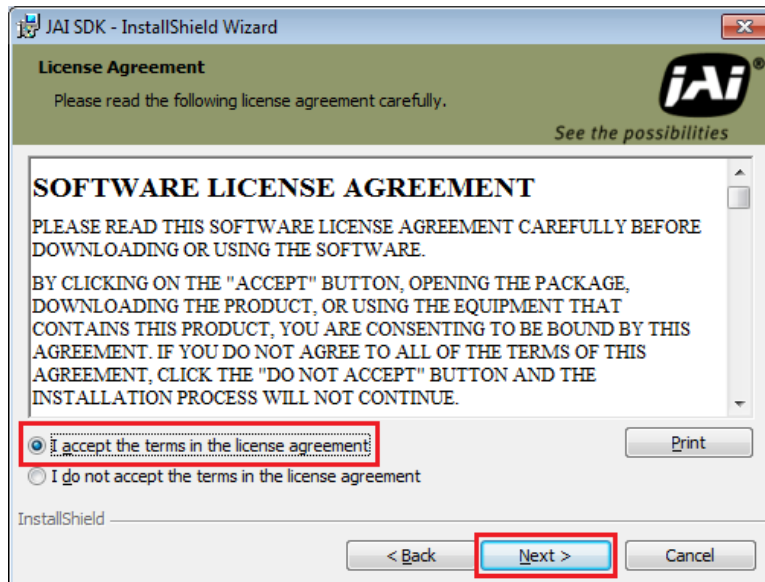 JAI SDK - InstallShield Wizard
License Agreement
Please read the following license agreement carefully.
JAi®
See the possibilities
SOFTWARE LICENSE AGREEMENT
PLEASE READ THIS SOFTWARE LICENSE AGREEMENT CAREFULLY BEFORE
DOWNLOADING OR USING THE SOFTWARE.
BY CLICKING ON THE "ACCEPT" BUTTON, OPENING THE PACKAGE,
DOWNLOADING THE PRODUCT, OR USING THE EQUIPMENT THAT
CONTAINS THIS PRODUCT, YOU ARE CONSENTING TO BE BOUND BY THIS
AGREEMENT. IF YOU DO NOT AGREE TO ALL OF THE TERMS OF THIS
AGREEMENT, CLICK THE "DO NOT ACCEPT" BUTTON AND THE
INSTALLATION PROCESS WILL NOT CONTINUE.
I accept the terms in the license agreement
Print
I do not accept the terms in the license agreement
InstallShield
< Back
Next >
Cancel